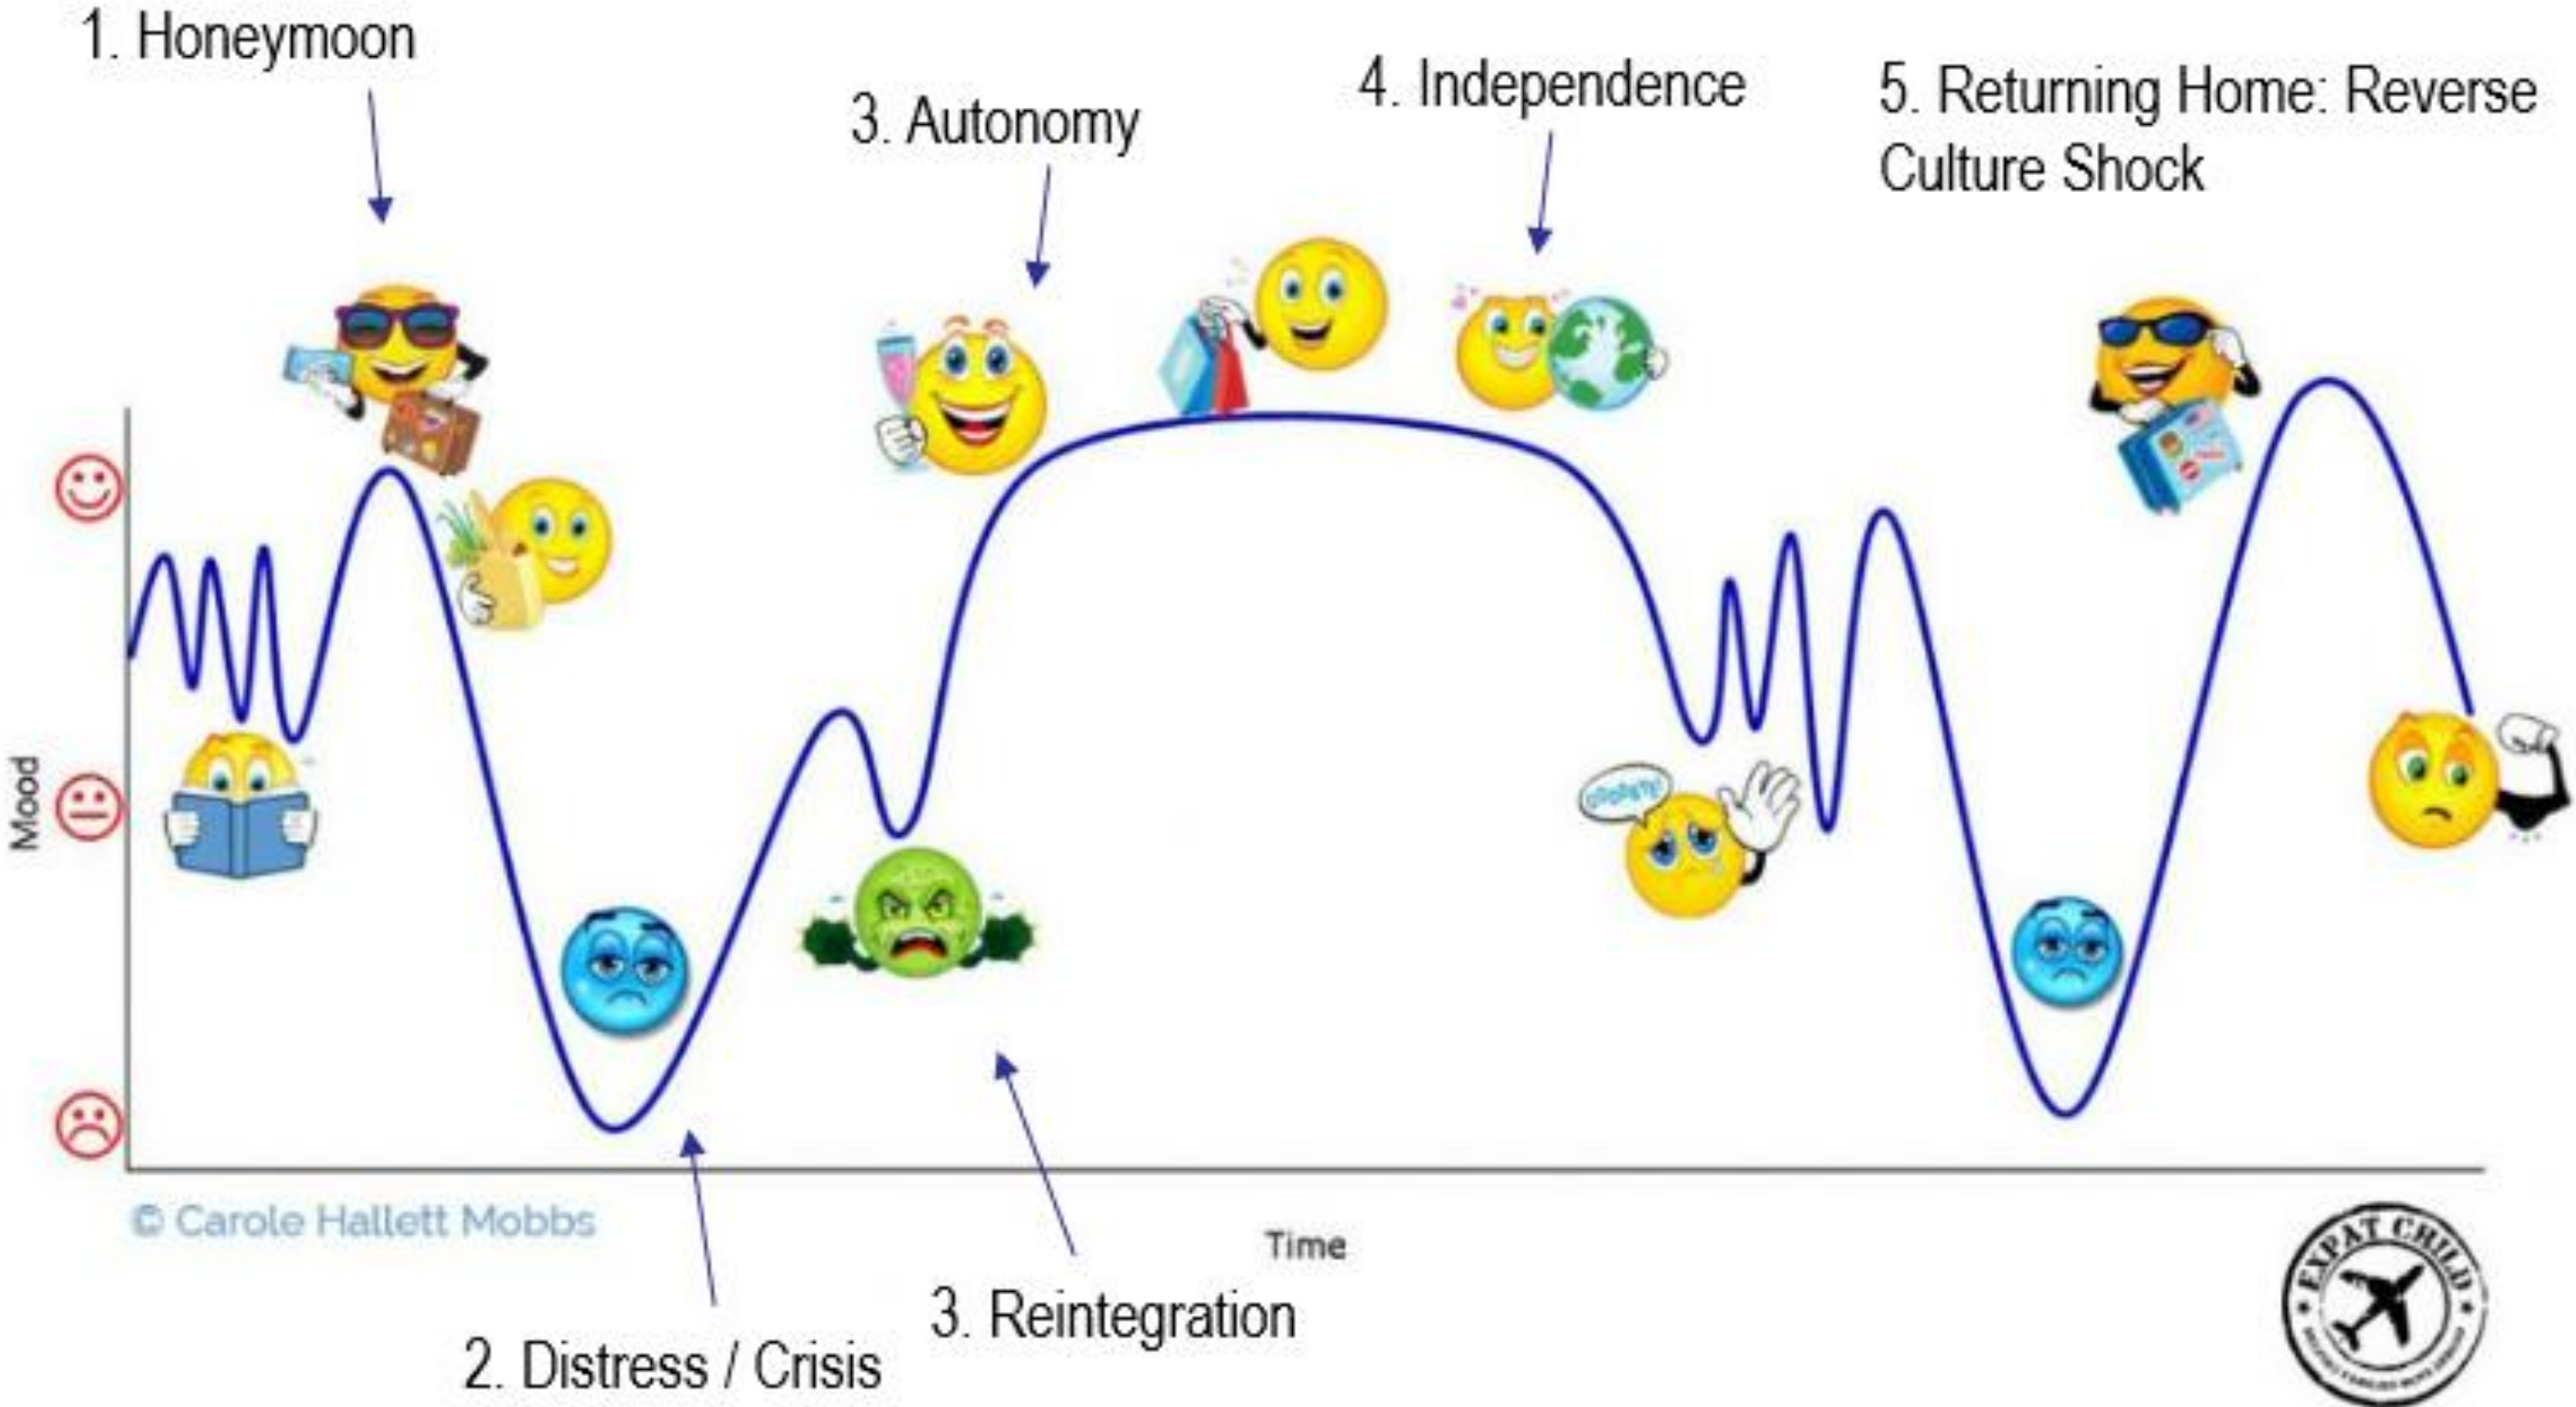 1. Honeymoon
3. Autonomy
4. Independence
5. Returning Home: Reverse
Culture Shock
Mood
© Carole Hallett Mobbs
Time
3. Reintegration
2. Distress / Crisis
EXPAT CHILD